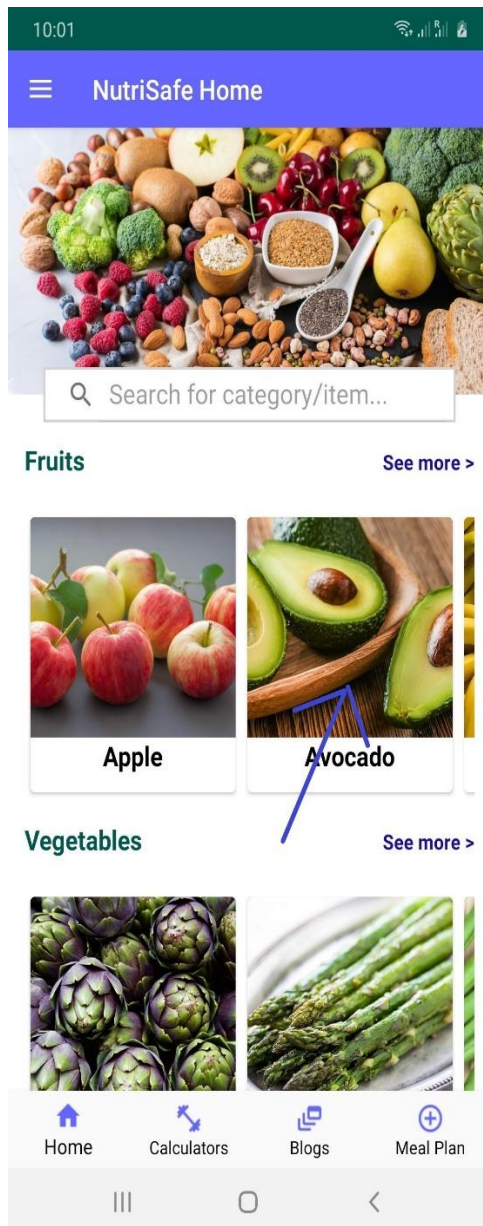 10:01
R
NutriSafe Home
Search for category/item...
Fruits See more >
Apple Avocado
Vegetables See more >
Home Calculators Blogs Meal Plan